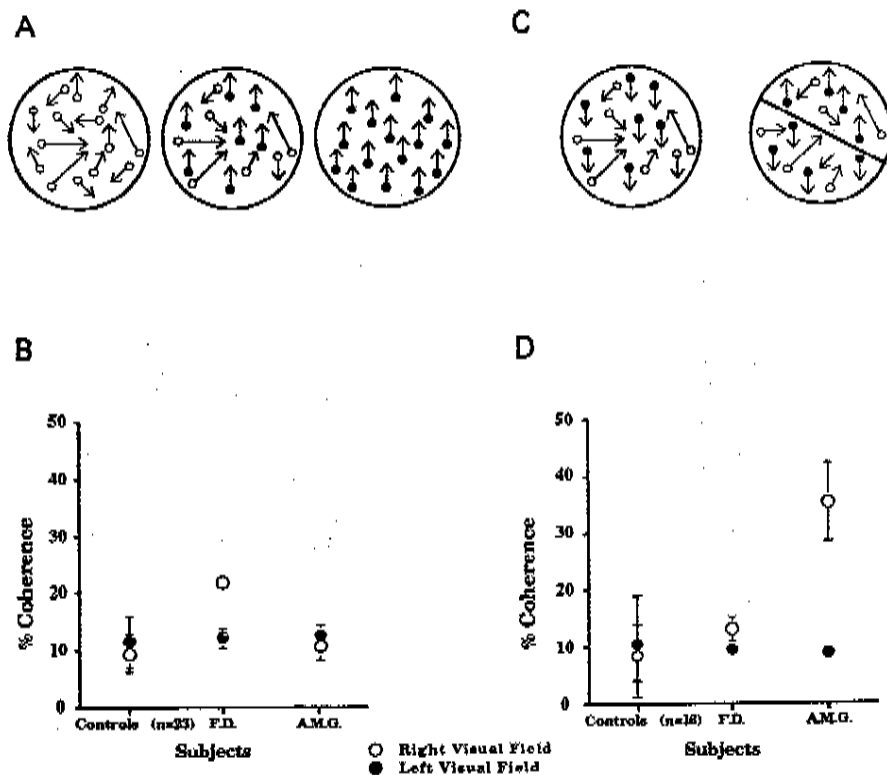 A
C
B
50
40
30
20
10
0
% Coherence
Controls (n=23) F.D. A.M.G.
Subjects
D
50
40
30
20
10
0
% Coherence
Controls (n=16) F.D. A.M.G.
Subjects
Right Visual Field
Left Visual Field